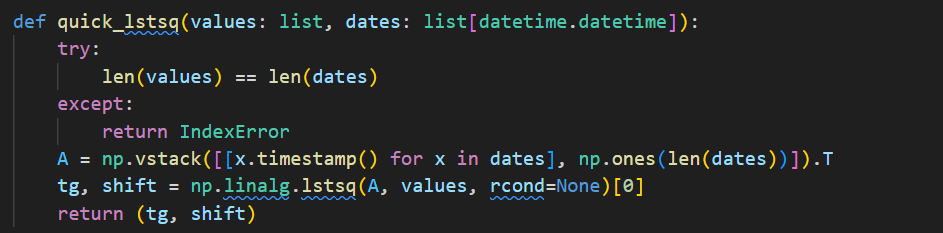 def quick_lstsq(values: list, dates: list[datetime.datetime]):
    try:
        len(values) == len(dates)
    except:
        return IndexError
    A = np.vstack([[x.timestamp() for x in dates], np.ones(len(dates))]).T
    tg, shift = np.linalg.lstsq(A, values, rcond=None)[0]
    return (tg, shift)